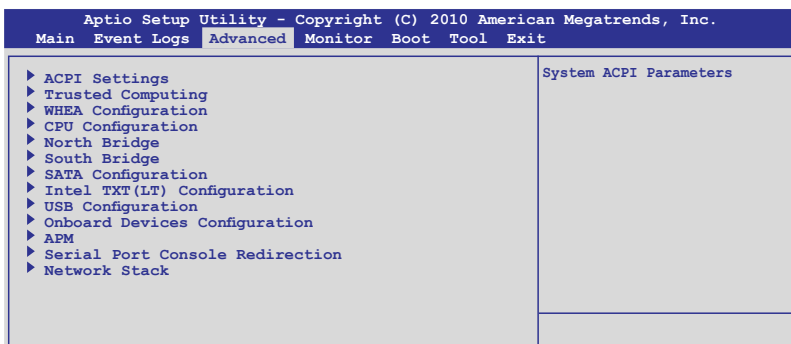 Aptio Setup Utility - Copyright (C) 2010 American Megatrends, Inc.
Main Event Logs Advanced Monitor Boot Tool Exit
ACPI Settings
Trusted Computing
WHEA Configuration
CPU Configuration
North Bridge
South Bridge
SATA Configuration
Intel TXT(LT) Configuration
USB Configuration
Onboard Devices Configuration
APM
Serial Port Console Redirection
Network Stack
System ACPI Parameters